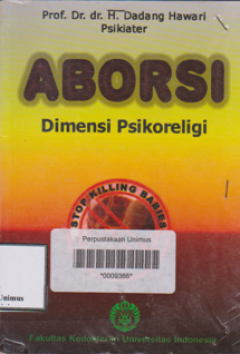 Prof. Dr. dr. H. Dadang Hawari
Psikiater
ABORSI
Dimensi Psikoreligi
STOP KILLING BABIES
Perpustakaan Unimus
*0009366*
Unimus
Fakultas Kedokteran Universitas Indonesia